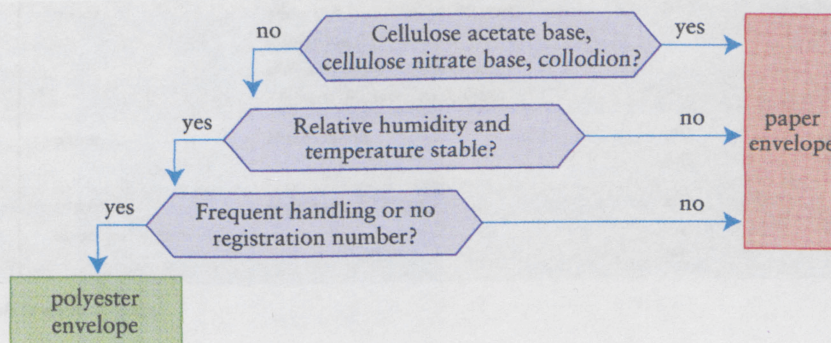 no
Cellulose acetate base,
cellulose nitrate base, collodion?
yes
yes
Relative humidity and
temperature stable?
no
paper
envelope
yes
Frequent handling or no
registration number?
no
polyester
envelope